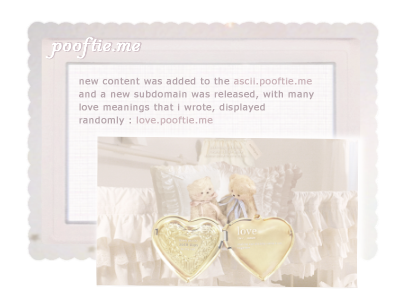 pooftie.me
new content was added to the ascii.pooftie.me
and a new subdomain was released, with many
love meanings that i wrote, displayed
randomly : love.pooftie.me
love